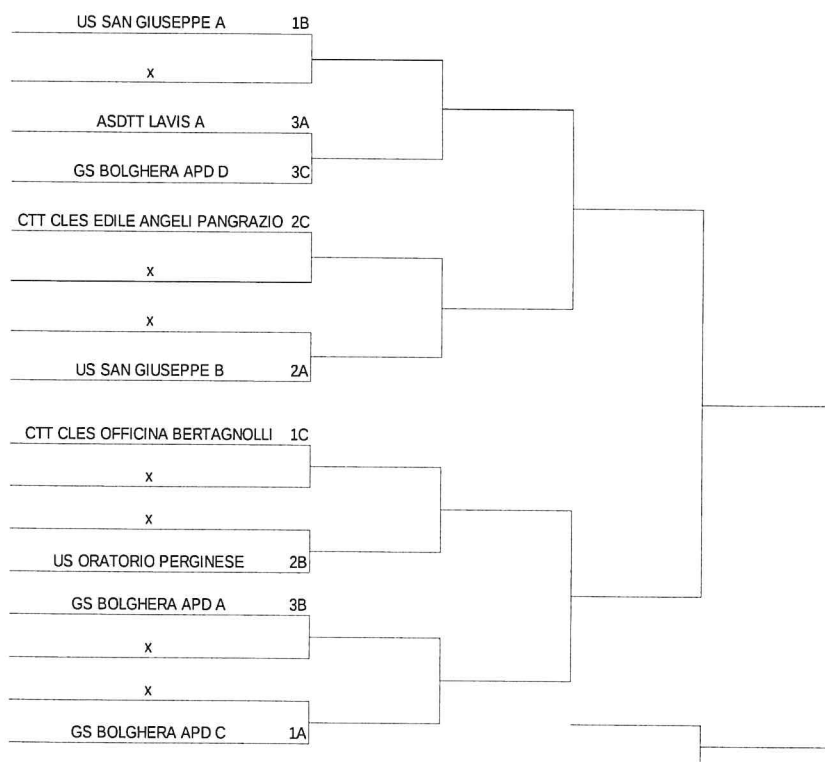 US SAN GIUSEPPE A 1B
X
ASDTT LAVIS A 3A
GS BOLGHERA APD D 3C
CTT CLES EDILE ANGELI PANGRAZIO 2C
X
X
US SAN GIUSEPPE B 2A
CTT CLES OFFICINA BERTAGNOLLI 1C
X
X
US ORATORIO PERGINESE 2B
GS BOLGHERA APD A 3B
X
X
GS BOLGHERA APD C 1A